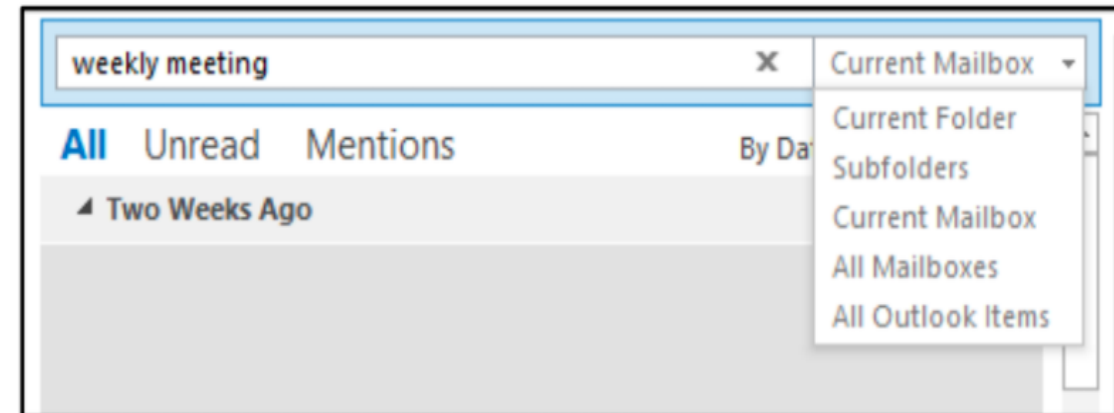 weekly meeting Current Mailbox
Current Folder
All Unread Mentions By Da
Subfolders
Two Weeks Ago
Current Mailbox
All Mailboxes
All Outlook Items